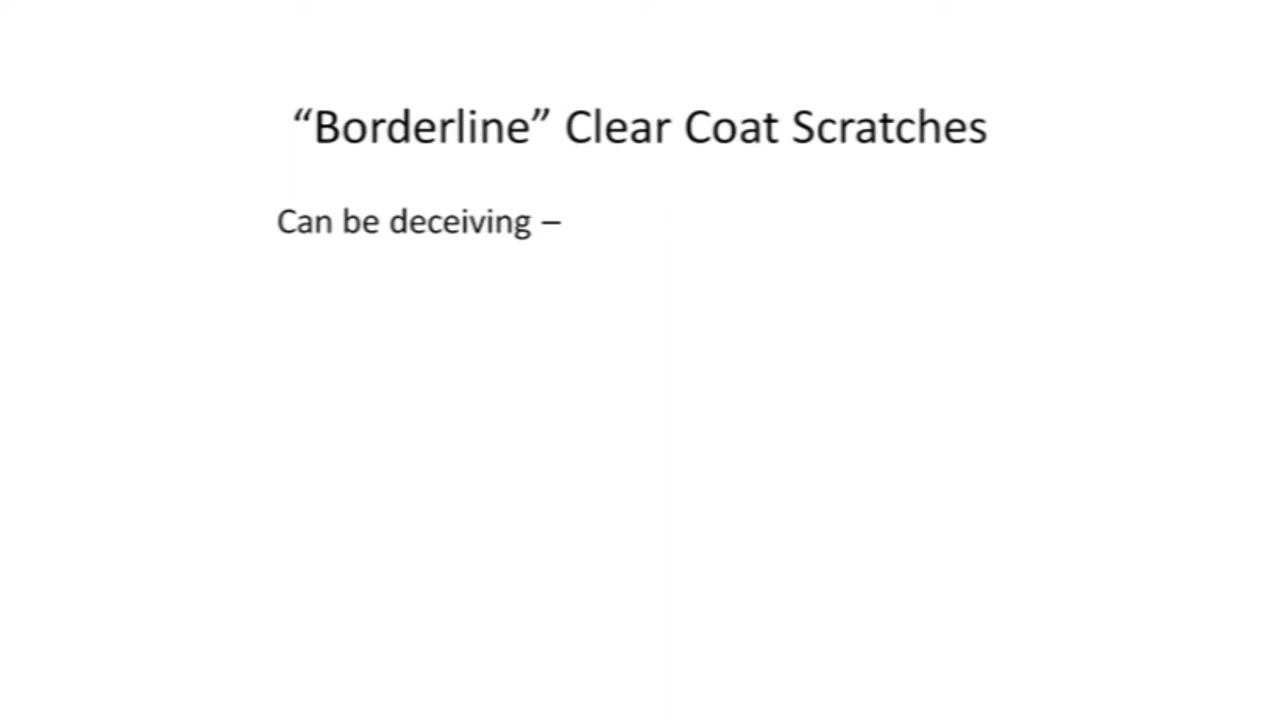 “Borderline” Clear Coat Scratches
Can be deceiving –